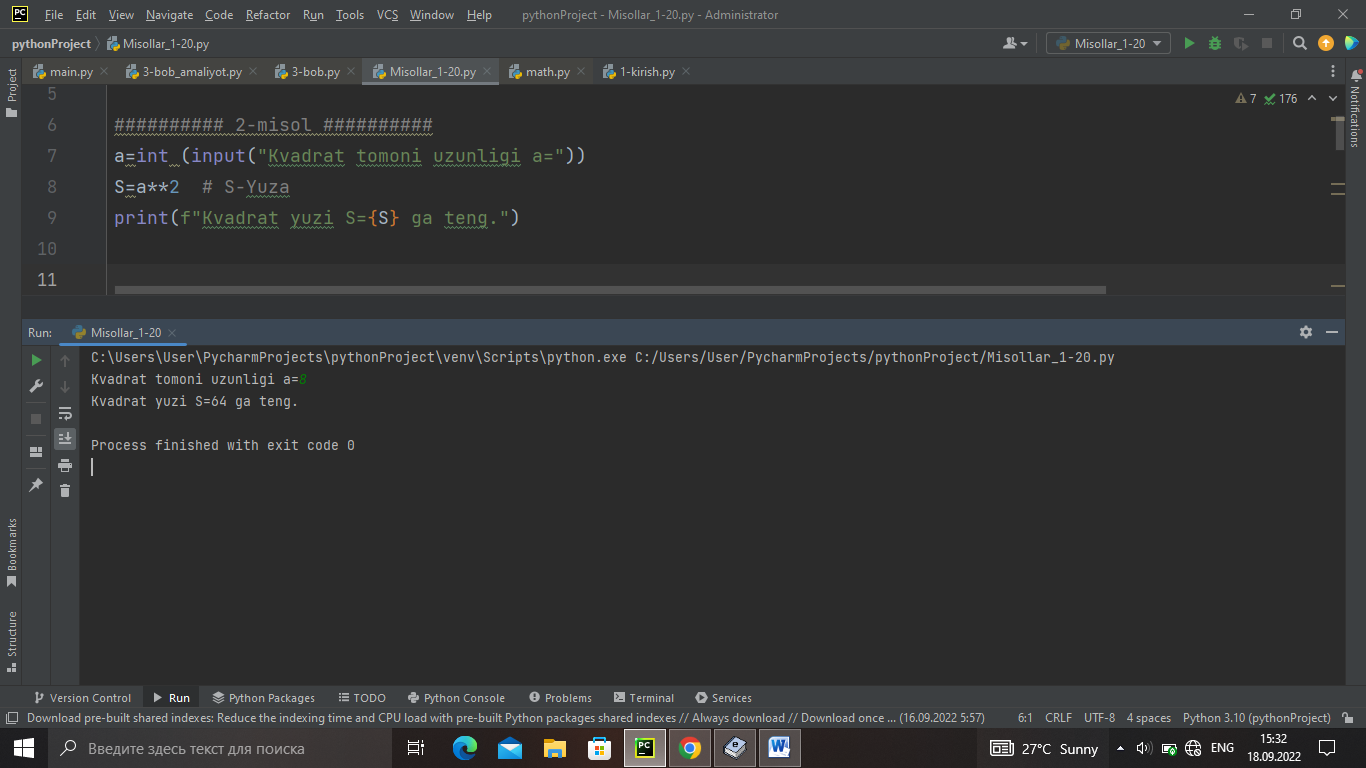 PC File Edit View Navigate Code Refactor Run Tools VCS Window Help pythonProject - Misollar_1-20.py - Administrator
pythonProject Misollar_1-20.py Misollar_1-20
main.py 3-bob_amaliyot.py 3-bob.py Misollar_1-20.py math.py 1-kirish.py
Project
Notifications
7 176
5
6 ########## 2-misol ##########
7 a=int (input("Kvadrat tomoni uzunligi a="))
8 S=a**2  # S-Yuza
9 print(f"Kvadrat yuzi S={S} ga teng.")
10
11
Run: Misollar_1-20
C:\Users\User\PycharmProjects\pythonProject\venv\Scripts\python.exe C:/Users/User/PycharmProjects/pythonProject/Misollar_1-20.py
Kvadrat tomoni uzunligi a=8
Kvadrat yuzi S=64 ga teng.
Process finished with exit code 0
Bookmarks
Structure
Version Control Run Python Packages TODO Python Console Problems Terminal Services
Download pre-built shared indexes: Reduce the indexing time and CPU load with pre-built Python packages shared indexes // Always download // Download once ... (16.09.2022 5:57) 6:1 CRLF UTF-8 4 spaces Python 3.10 (pythonProject)
Введите здесь текст для поиска PC W 27°C Sunny ENG 15:32
18.09.2022